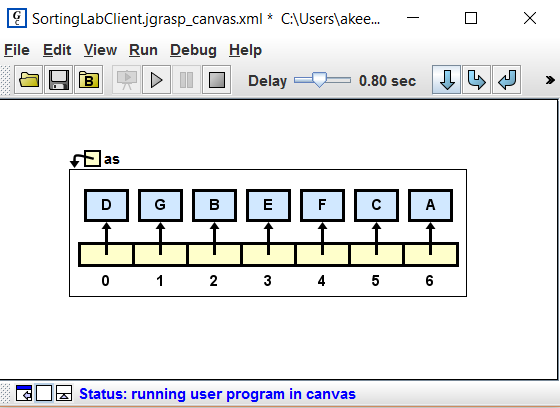 SortingLabClient.jgrasp_canvas.xml * C:\Users\akee...
File Edit View Run Debug Help
B Delay 0.80 sec »
as
D G B E F C A
0 1 2 3 4 5 6
Status: running user program in canvas